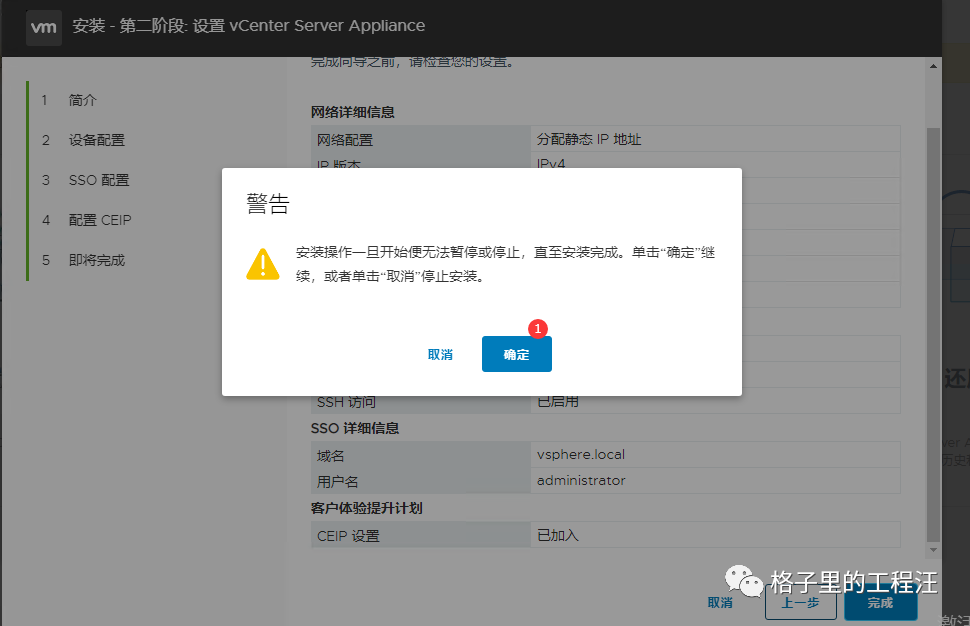 vm 安装 - 第二阶段: 设置 vCenter Server Appliance
1 简介
2 设备配置
3 SSO 配置
4 配置 CEIP
5 即将完成
完成向导之前，请检查您的设置。
网络详细信息
网络配置 分配静态 IP 地址
IP 版本 IPv4
警告
安装操作一旦开始便无法暂停或停止，直至安装完成。单击“确定”继
续，或者单击“取消”停止安装。
1
取消 确定
SSH 访问 已启用
SSO 详细信息
域名 vsphere.local
用户名 administrator
客户体验提升计划
CEIP 设置 已加入
格子里的工程汪
取消 上一步 完成